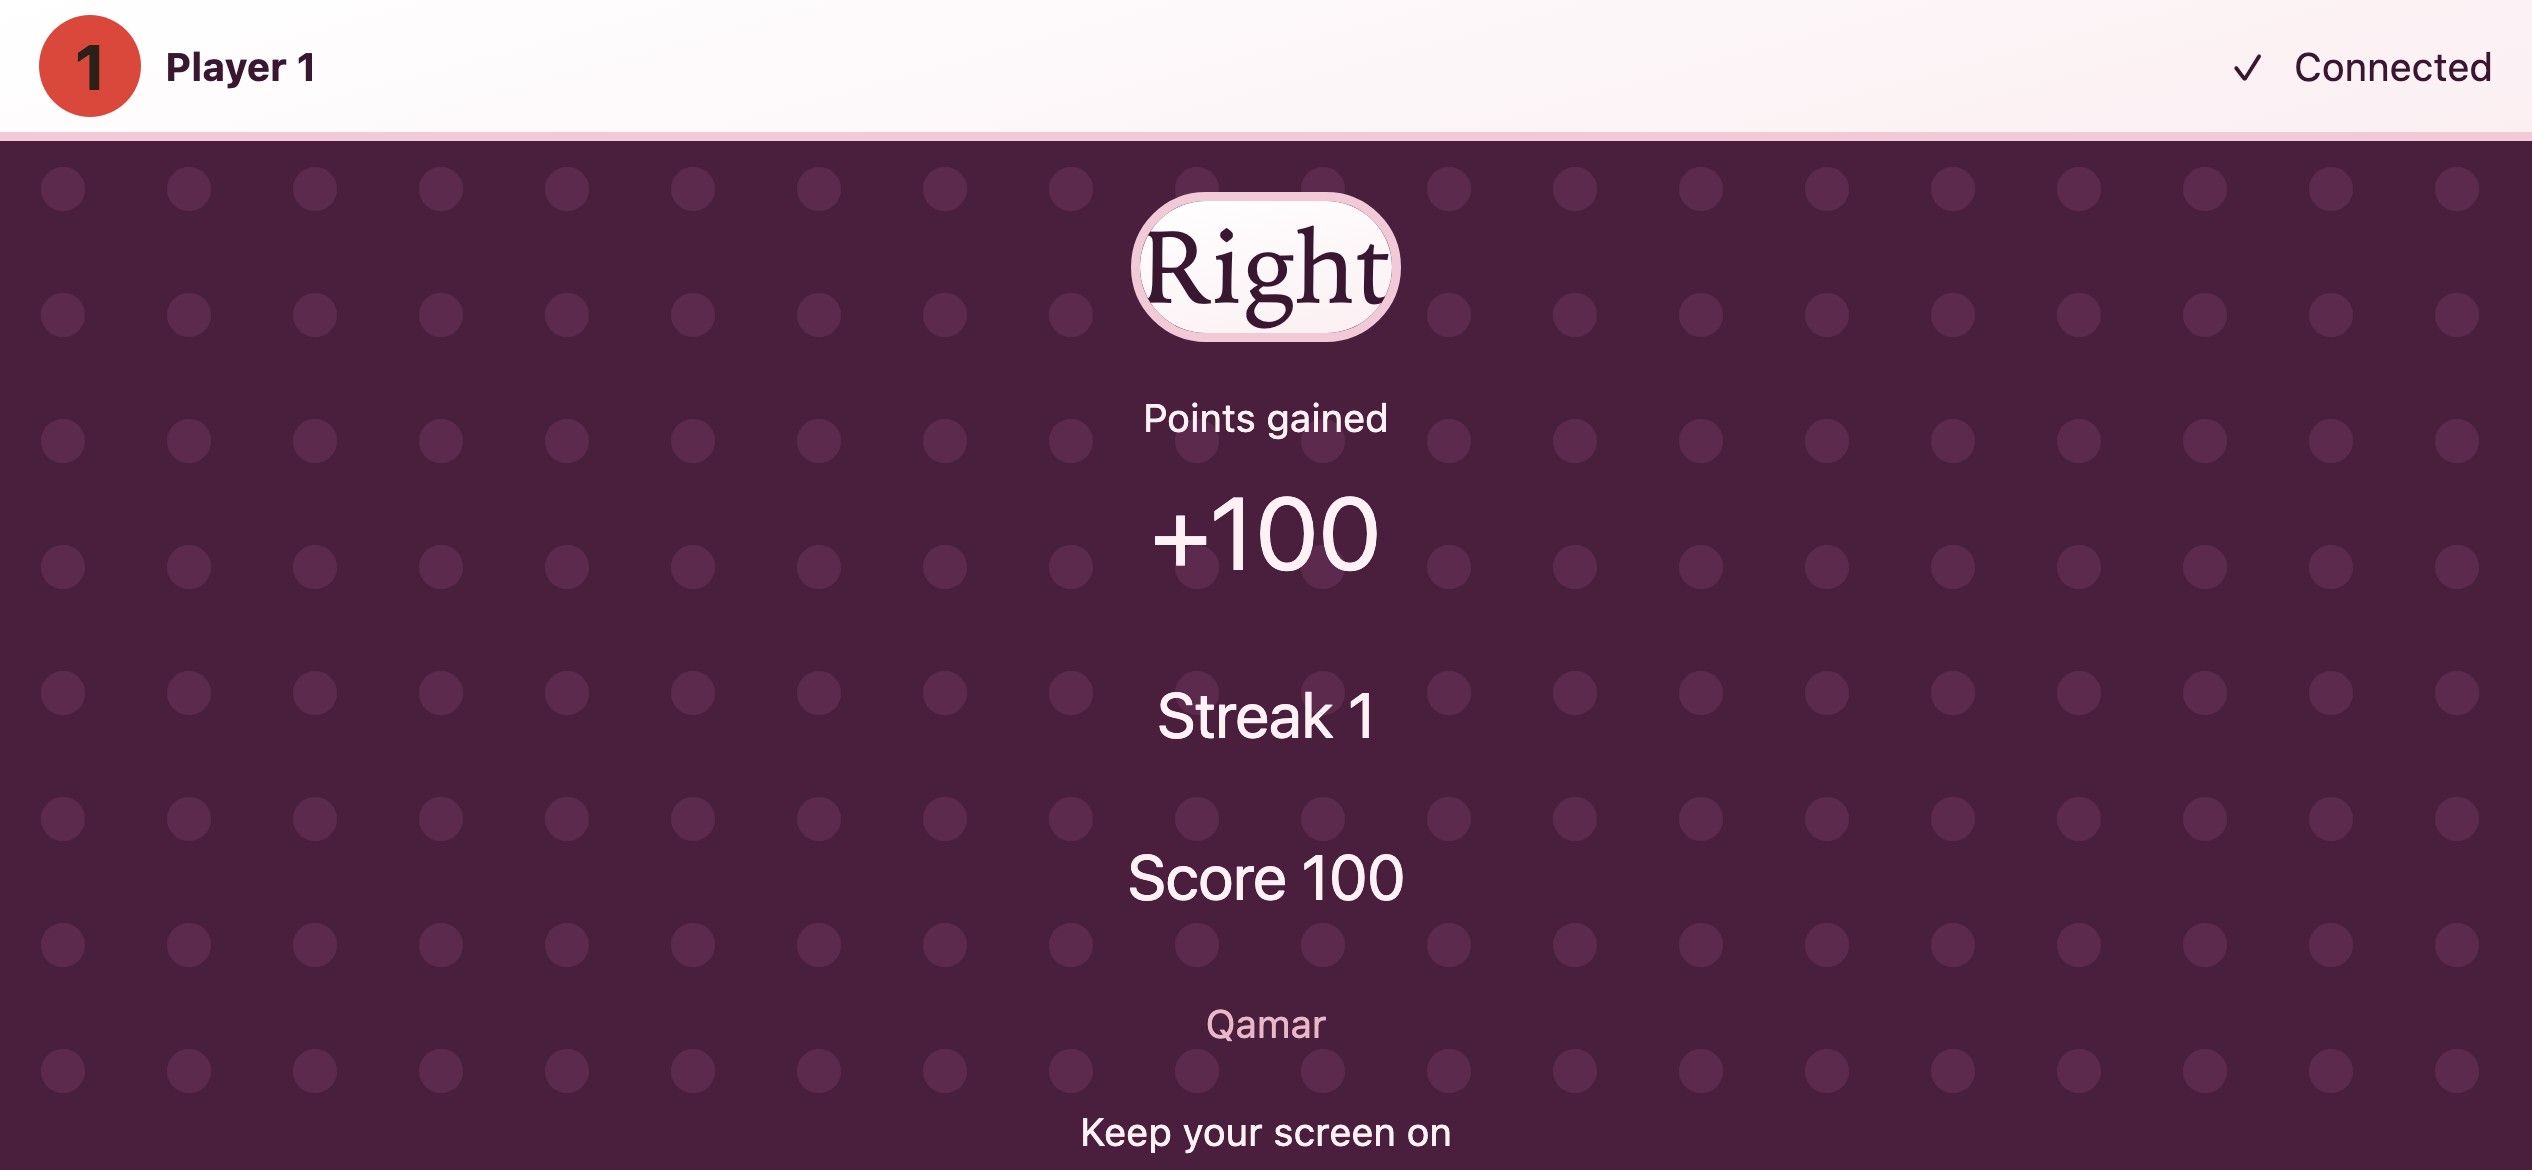 1 Player 1 ✓ Connected
Right
Points gained
+100
Streak 1
Score 100
Qamar
Keep your screen on